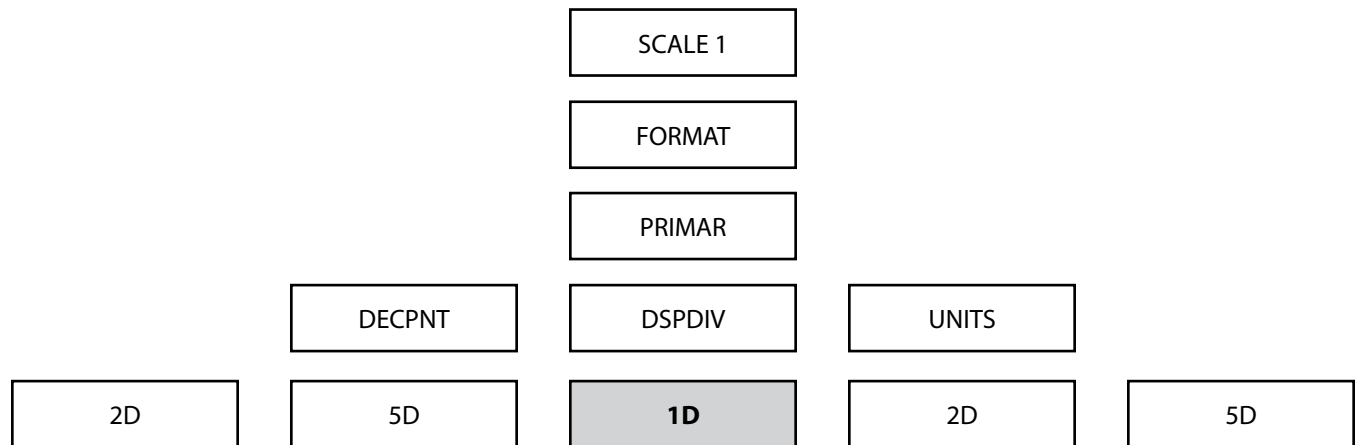 SCALE 1
FORMAT
PRIMAR
DECPNT DSPDIV UNITS
2D 5D 1D 2D 5D